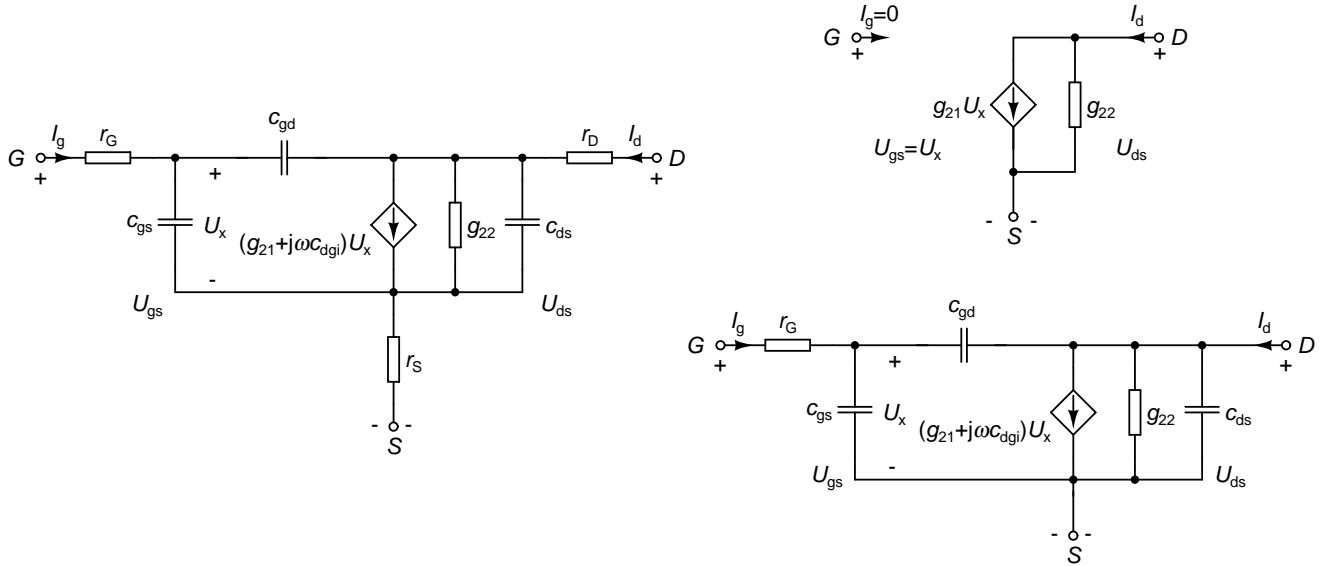 I_g=0
I_d
G
D
+
+
g_21U_x
g_22
U_gs=U_x
U_ds
- -
S
c_gd
I_g
r_G
r_D
I_d
G
D
+
+
+
c_gs
U_x
(g_21+jωc_dgi)U_x
g_22
c_ds
-
U_gs
U_ds
r_S
- -
S
c_gd
I_g
r_G
I_d
G
D
+
+
+
c_gs
U_x
(g_21+jωc_dgi)U_x
g_22
c_ds
-
U_gs
U_ds
- -
S